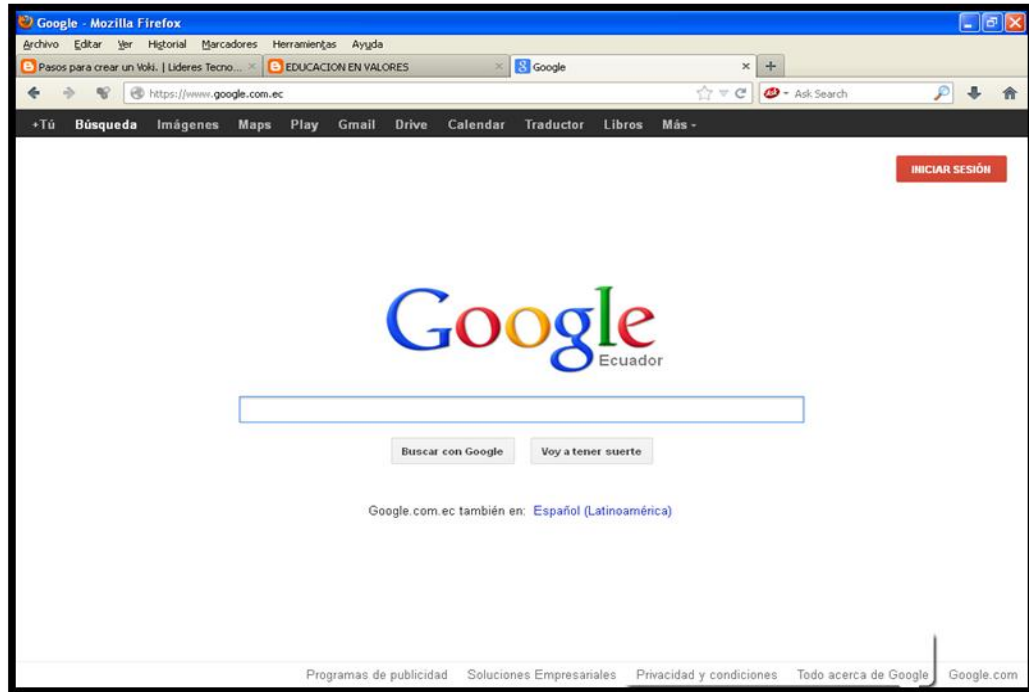 Google - Mozilla Firefox
Archivo Editar Ver Historial Marcadores Herramientas Ayuda
Pasos para crear un Voki. | Lideres Tecno... EDUCACION EN VALORES Google
https://www.google.com.ec Ask Search
+Tú Búsqueda Imágenes Maps Play Gmail Drive Calendar Traductor Libros Más
INICIAR SESIÓN
Google
Ecuador
Buscar con Google Voy a tener suerte
Google.com.ec también en: Español (Latinoamérica)
Programas de publicidad Soluciones Empresariales Privacidad y condiciones Todo acerca de Google Google.com